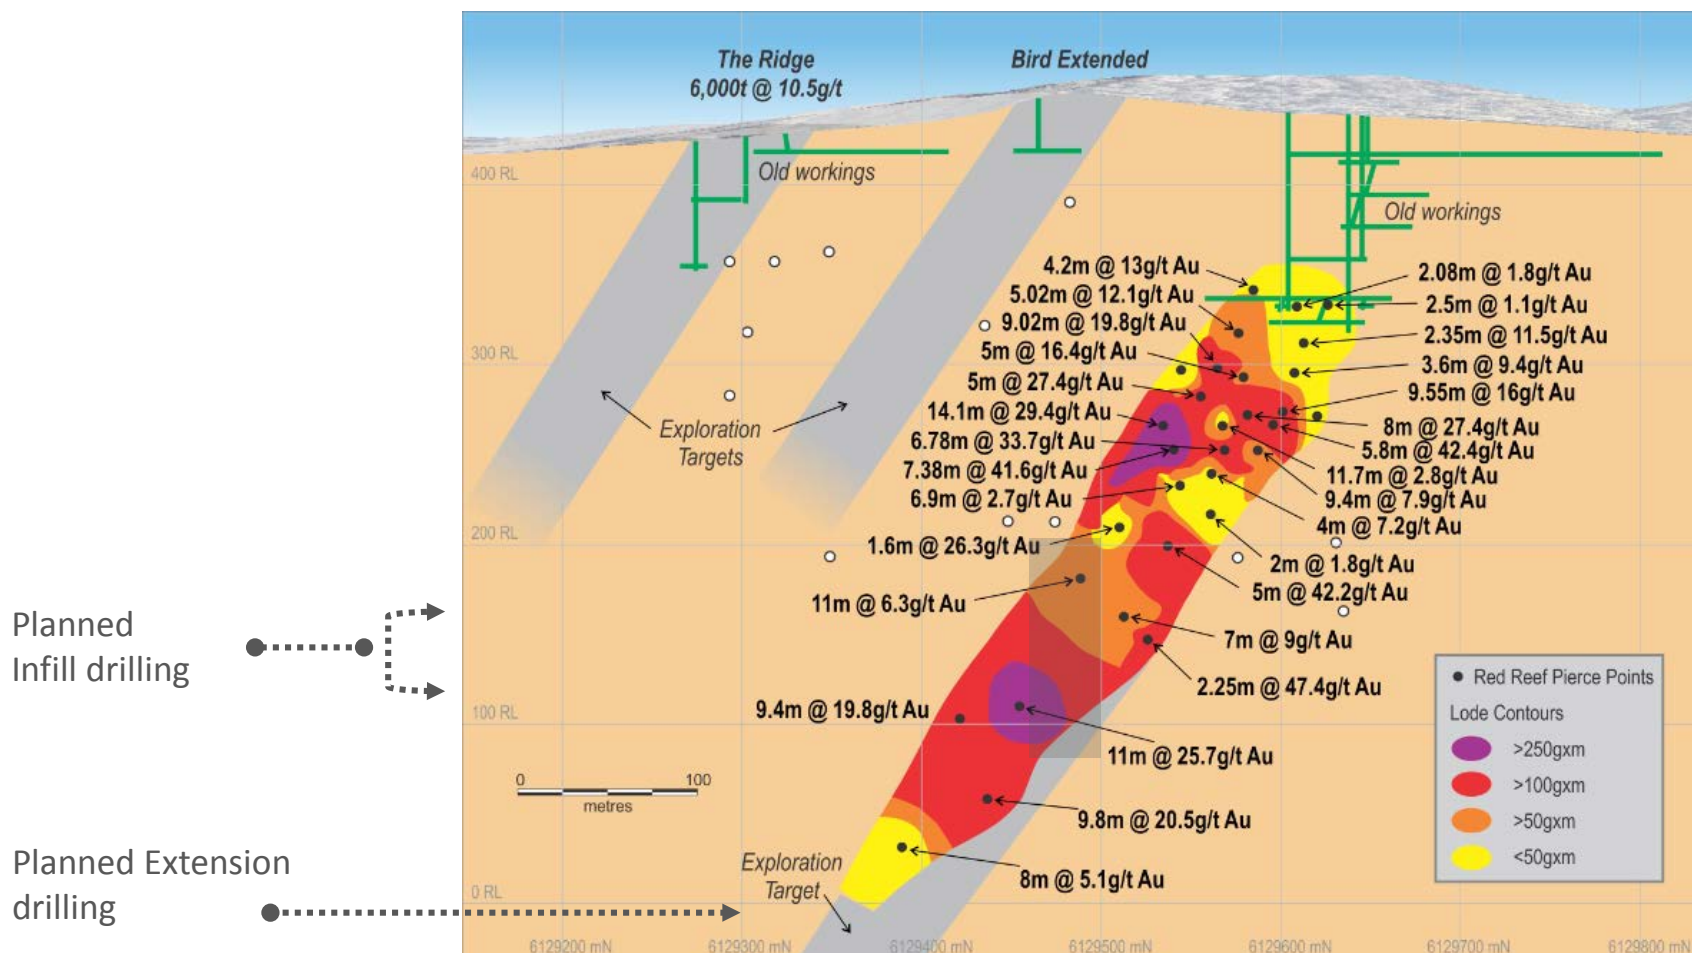 The Ridge
6,000t @ 10.5g/t
Bird Extended
400 RL
Old workings
Old workings
4.2m @ 13g/t Au
5.02m @ 12.1g/t Au
9.02m @ 19.8g/t Au
5m @ 16.4g/t Au
5m @ 27.4g/t Au
14.1m @ 29.4g/t Au
6.78m @ 33.7g/t Au
7.38m @ 41.6g/t Au
6.9m @ 2.7g/t Au
1.6m @ 26.3g/t Au
11m @ 6.3g/t Au
9.4m @ 19.8g/t Au
2.08m @ 1.8g/t Au
2.5m @ 1.1g/t Au
2.35m @ 11.5g/t Au
3.6m @ 9.4g/t Au
9.55m @ 16g/t Au
8m @ 27.4g/t Au
5.8m @ 42.4g/t Au
11.7m @ 2.8g/t Au
9.4m @ 7.9g/t Au
4m @ 7.2g/t Au
2m @ 1.8g/t Au
5m @ 42.2g/t Au
7m @ 9g/t Au
2.25m @ 47.4g/t Au
11m @ 25.7g/t Au
9.8m @ 20.5g/t Au
8m @ 5.1g/t Au
300 RL
Exploration
Targets
200 RL
Planned
Infill drilling
100 RL
0 100
metres
Planned Extension
drilling
Exploration
Target
0 RL
Red Reef Pierce Points
Lode Contours
>250gxm
>100gxm
>50gxm
<50gxm
6129200 mN 6129300 mN 6129400 mN 6129500 mN 6129600 mN 6129700 mN 6129800 mN